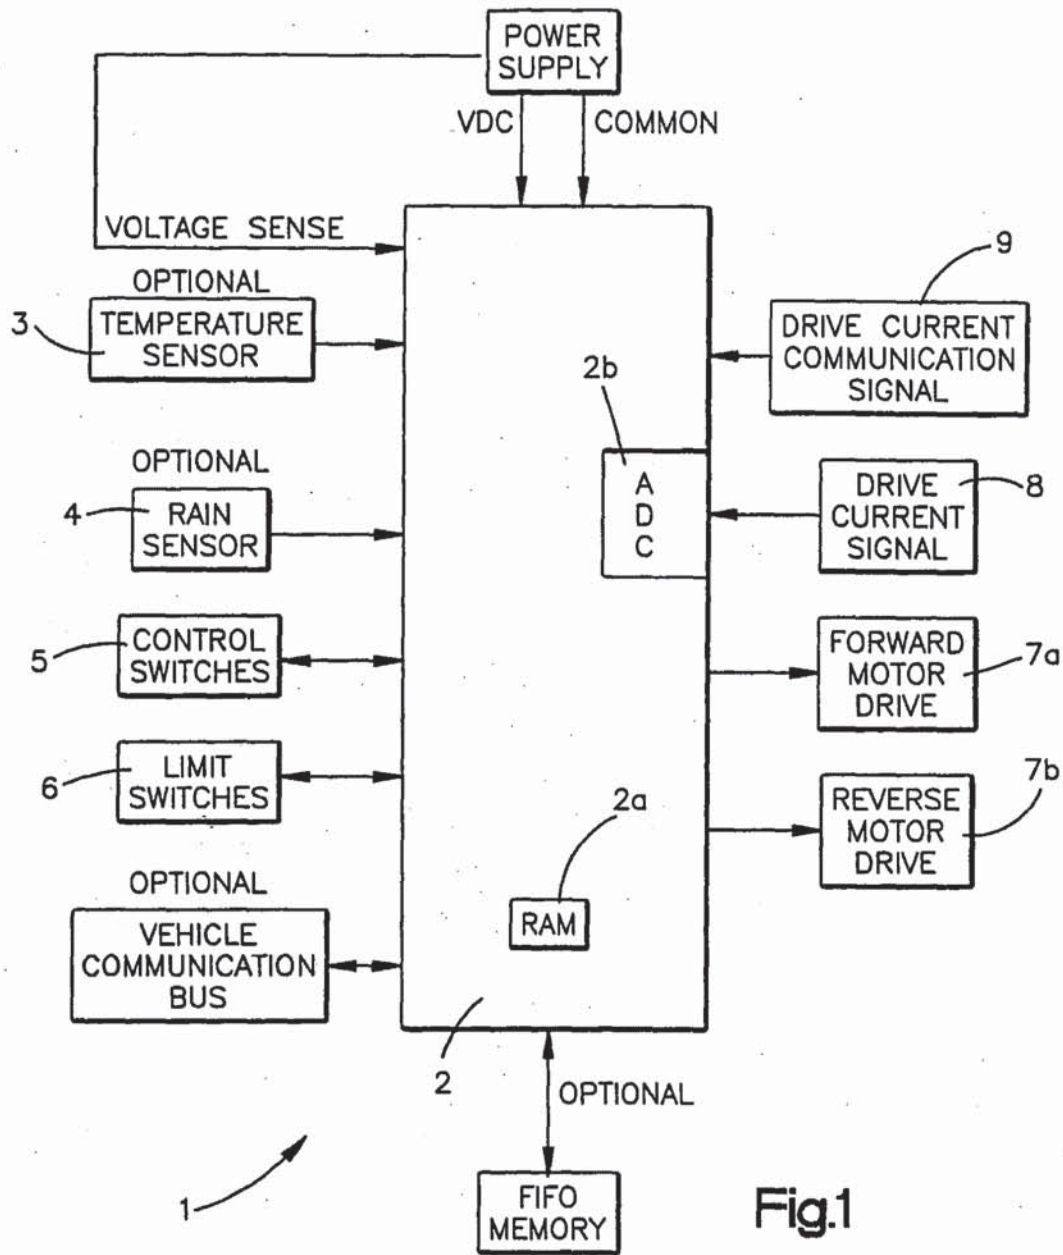 POWER
SUPPLY
VDC
COMMON
VOLTAGE SENSE
OPTIONAL
3
TEMPERATURE
SENSOR
OPTIONAL
4
RAIN
SENSOR
5
CONTROL
SWITCHES
6
LIMIT
SWITCHES
OPTIONAL
VEHICLE
COMMUNICATION
BUS
2b
A
D
C
2a
RAM
2
9
DRIVE CURRENT
COMMUNICATION
SIGNAL
8
DRIVE
CURRENT
SIGNAL
7a
FORWARD
MOTOR
DRIVE
7b
REVERSE
MOTOR
DRIVE
OPTIONAL
FIFO
MEMORY
1
Fig.1